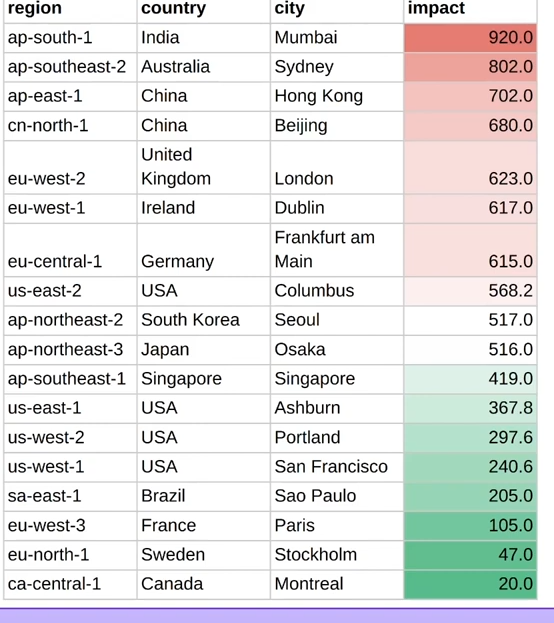 region country city impact
ap-south-1 India Mumbai 920.0
ap-southeast-2 Australia Sydney 802.0
ap-east-1 China Hong Kong 702.0
cn-north-1 China Beijing 680.0
United
eu-west-2 Kingdom London 623.0
eu-west-1 Ireland Dublin 617.0
Frankfurt am
eu-central-1 Germany Main 615.0
us-east-2 USA Columbus 568.2
ap-northeast-2 South Korea Seoul 517.0
ap-northeast-3 Japan Osaka 516.0
ap-southeast-1 Singapore Singapore 419.0
us-east-1 USA Ashburn 367.8
us-west-2 USA Portland 297.6
us-west-1 USA San Francisco 240.6
sa-east-1 Brazil Sao Paulo 205.0
eu-west-3 France Paris 105.0
eu-north-1 Sweden Stockholm 47.0
ca-central-1 Canada Montreal 20.0